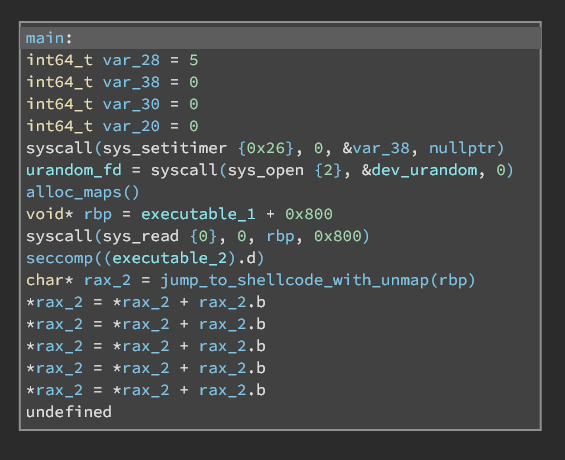 main:
int64_t var_28 = 5
int64_t var_38 = 0
int64_t var_30 = 0
int64_t var_20 = 0
syscall(sys_setitimer {0x26}, 0, &var_38, nullptr)
urandom_fd = syscall(sys_open {2}, &dev_urandom, 0)
alloc_maps()
void* rbp = executable_1 + 0x800
syscall(sys_read {0}, 0, rbp, 0x800)
seccomp((executable_2).d)
char* rax_2 = jump_to_shellcode_with_unmap(rbp)
*rax_2 = *rax_2 + rax_2.b
*rax_2 = *rax_2 + rax_2.b
*rax_2 = *rax_2 + rax_2.b
*rax_2 = *rax_2 + rax_2.b
*rax_2 = *rax_2 + rax_2.b
undefined